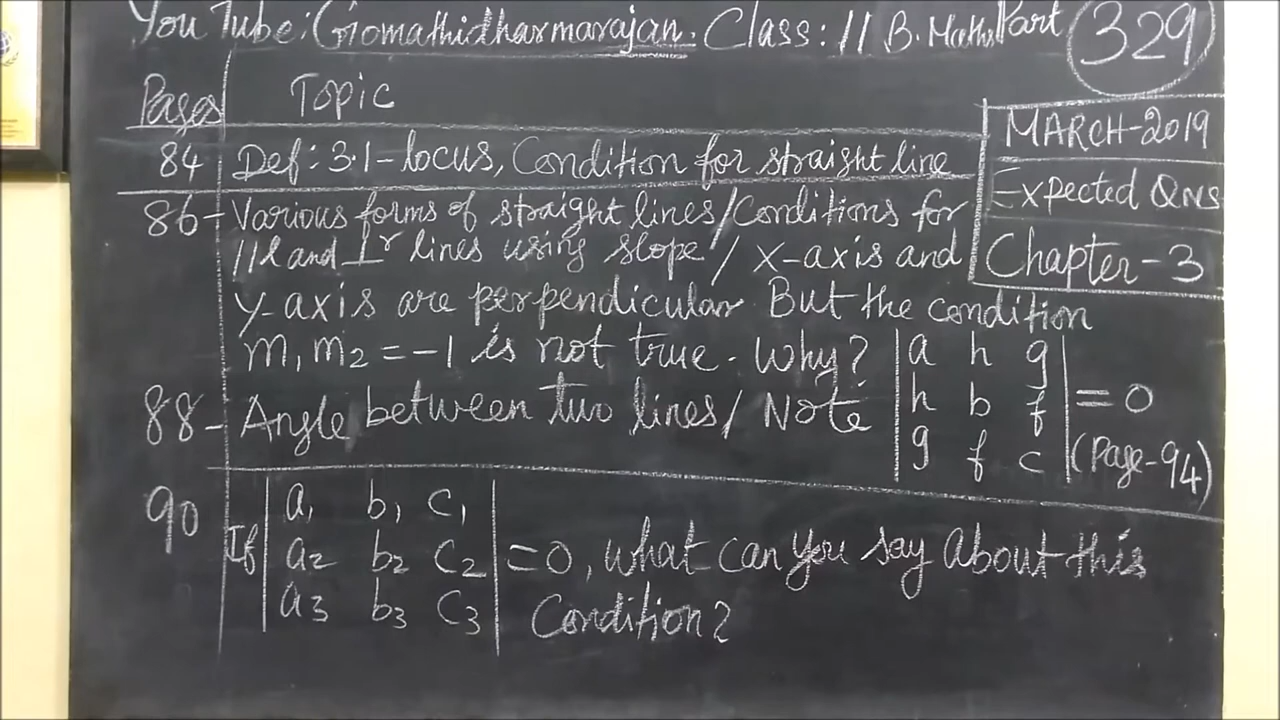 You Tube: Gomathidharmarajan. Class: 11 B. Maths Part 329
Pages Topic
MARCH-2019
Expected QNS
Chapter-3
84 Def: 3.1-locus, Condition for straight line
86- Various forms of straight lines/Conditions for
//l and ⊥r lines using slope/ X-axis and
Y-axis are perpendicular But the condition
m1 m2 = -1 is not true. Why?
88- Angle between two lines/ Note
| a h g |
| h b f | = 0
| g f c | (Page-94)
90 If | a1 b1 c1 |
| a2 b2 c2 | = 0, What can you say about this
| a3 b3 c3 | Condition?